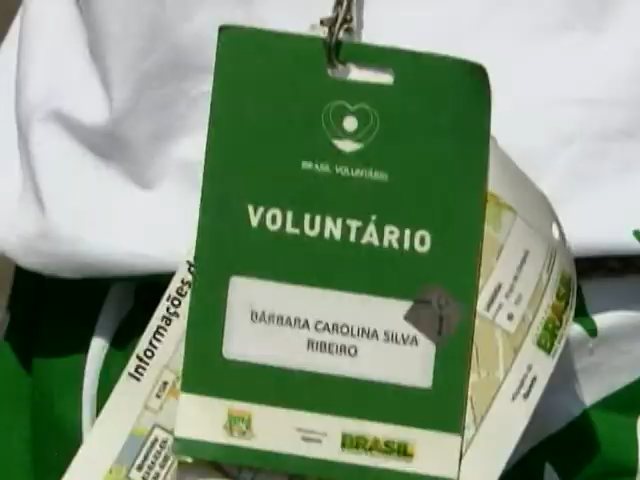 BRASIL VOLUNTÁRIO
VOLUNTÁRIO
BÁRBARA CAROLINA SILVA
RIBEIRO
BRASIL
Informações d
BRASIL